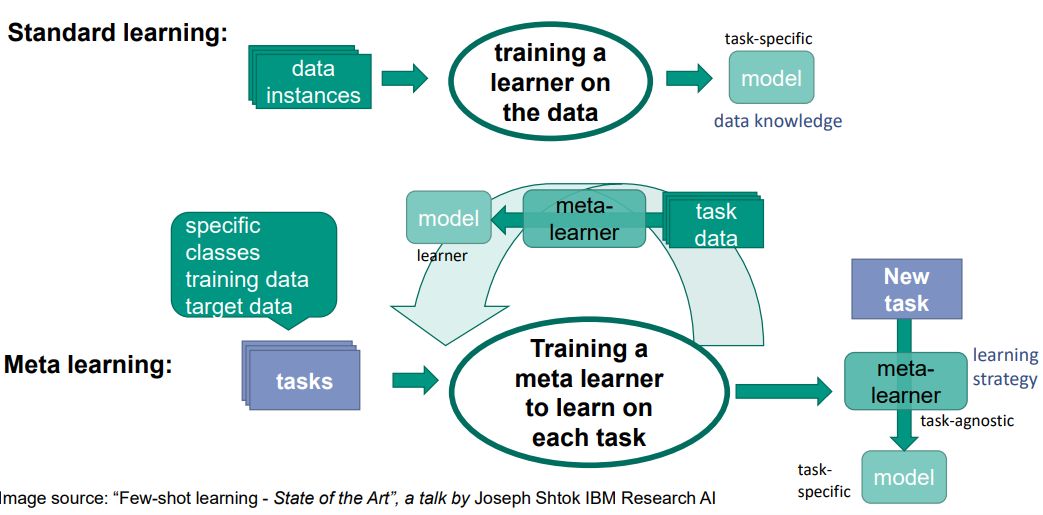 Standard learning:
data
instances
training a
learner on
the data
task-specific
model
data knowledge
model
learner
meta-
learner
task
data
specific
classes
training data
target data
Meta learning:
tasks
Training a
meta learner
to learn on
each task
New
task
meta-
learner
learning
strategy
task-agnostic
task-
specific
model
Image source: “Few-shot learning - State of the Art”, a talk by Joseph Shtok IBM Research AI